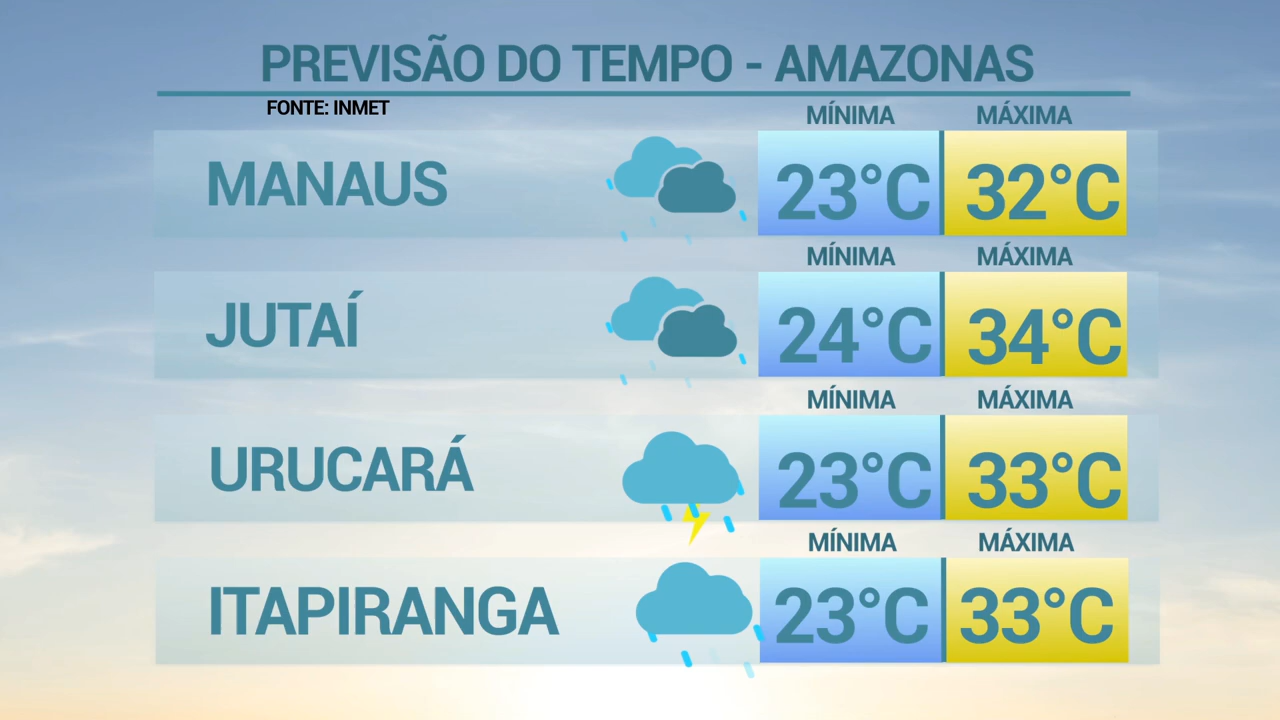 PREVISÃO DO TEMPO - AMAZONAS
FONTE: INMET
MÍNIMA MÁXIMA
MANAUS 23°C 32°C
MÍNIMA MÁXIMA
JUTAÍ 24°C 34°C
MÍNIMA MÁXIMA
URUCARÁ 23°C 33°C
MÍNIMA MÁXIMA
ITAPIRANGA 23°C 33°C